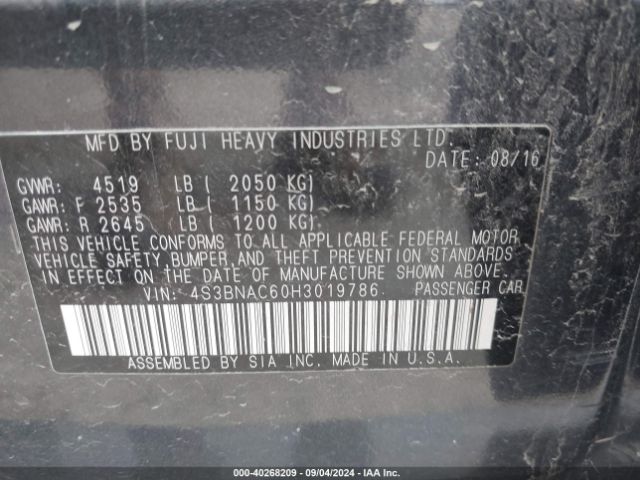 MFD BY FUJI HEAVY INDUSTRIES LTD.
DATE: 08/16
GVWR: 4519 LB ( 2050 KG)
GAWR: F 2535 LB ( 1150 KG)
GAWR: R 2645 LB ( 1200 KG)
THIS VEHICLE CONFORMS TO ALL APPLICABLE FEDERAL MOTOR
VEHICLE SAFETY, BUMPER, AND THEFT PREVENTION STANDARDS
IN EFFECT ON THE DATE OF MANUFACTURE SHOWN ABOVE.
VIN: 4S3BNAC60H3019786. PASSENGER CAR
ASSEMBLED BY SIA INC. MADE IN U.S.A.
000-40268209 - 09/04/2024 - IAA Inc.